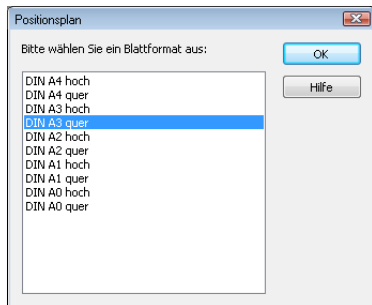 Positionsplan
Bitte wählen Sie ein Blattformat aus:
OK
Hilfe
DIN A4 hoch
DIN A4 quer
DIN A3 hoch
DIN A3 quer
DIN A2 hoch
DIN A2 quer
DIN A1 hoch
DIN A1 quer
DIN A0 hoch
DIN A0 quer